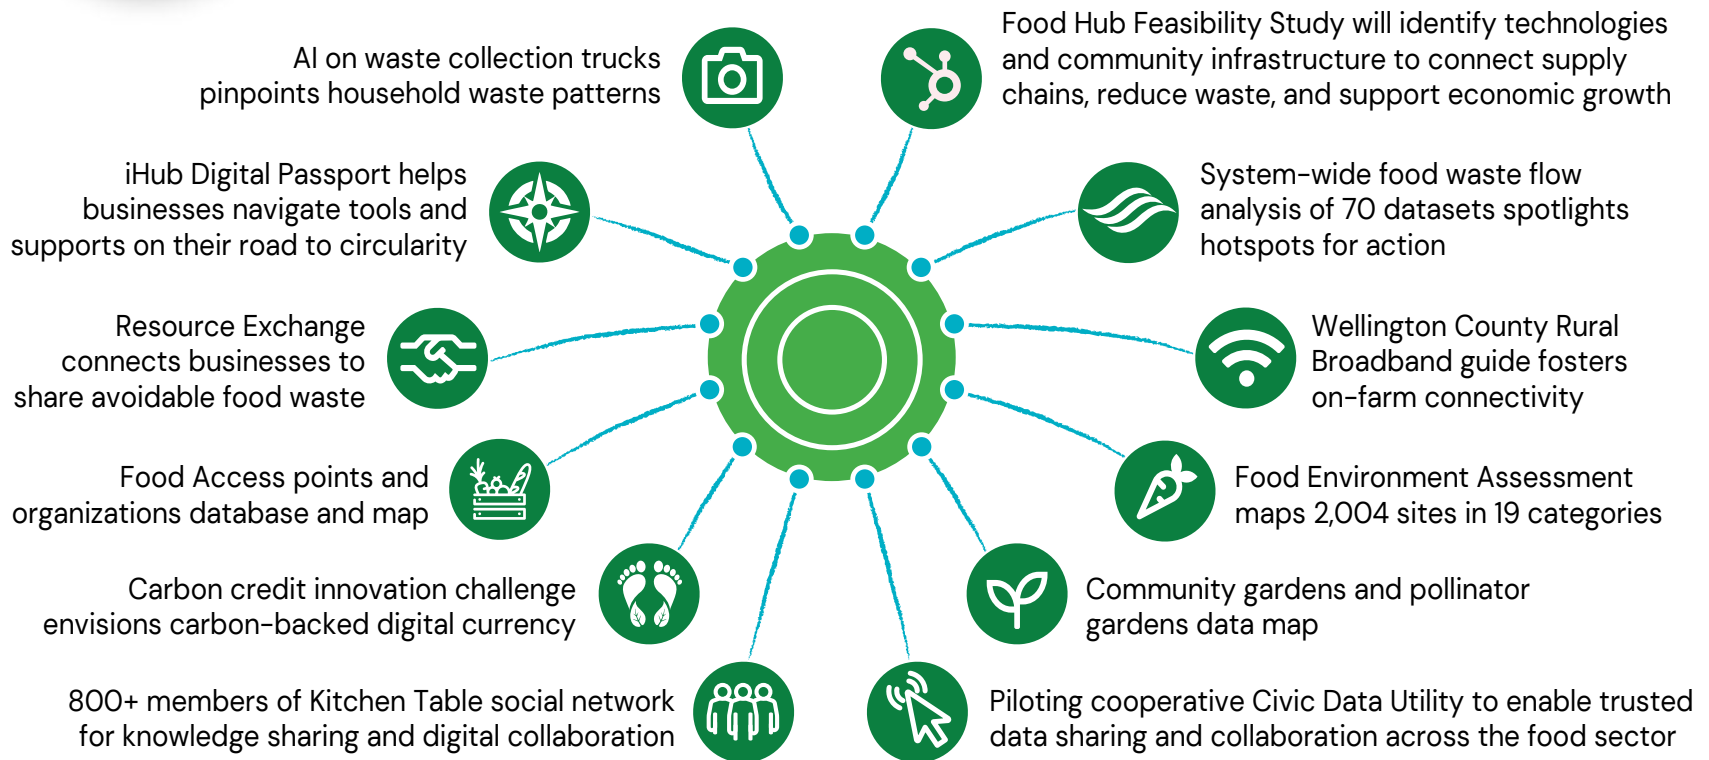 AI on waste collection trucks
pinpoints household waste patterns
Food Hub Feasibility Study will identify technologies
and community infrastructure to connect supply
chains, reduce waste, and support economic growth
iHub Digital Passport helps
businesses navigate tools and
supports on their road to circularity
System-wide food waste flow
analysis of 70 datasets spotlights
hotspots for action
Resource Exchange
connects businesses to
share avoidable food waste
Wellington County Rural
Broadband guide fosters
on-farm connectivity
Food Access points and
organizations database and map
Food Environment Assessment
maps 2,004 sites in 19 categories
Carbon credit innovation challenge
envisions carbon-backed digital currency
Community gardens and pollinator
gardens data map
800+ members of Kitchen Table social network
for knowledge sharing and digital collaboration
Piloting cooperative Civic Data Utility to enable trusted
data sharing and collaboration across the food sector